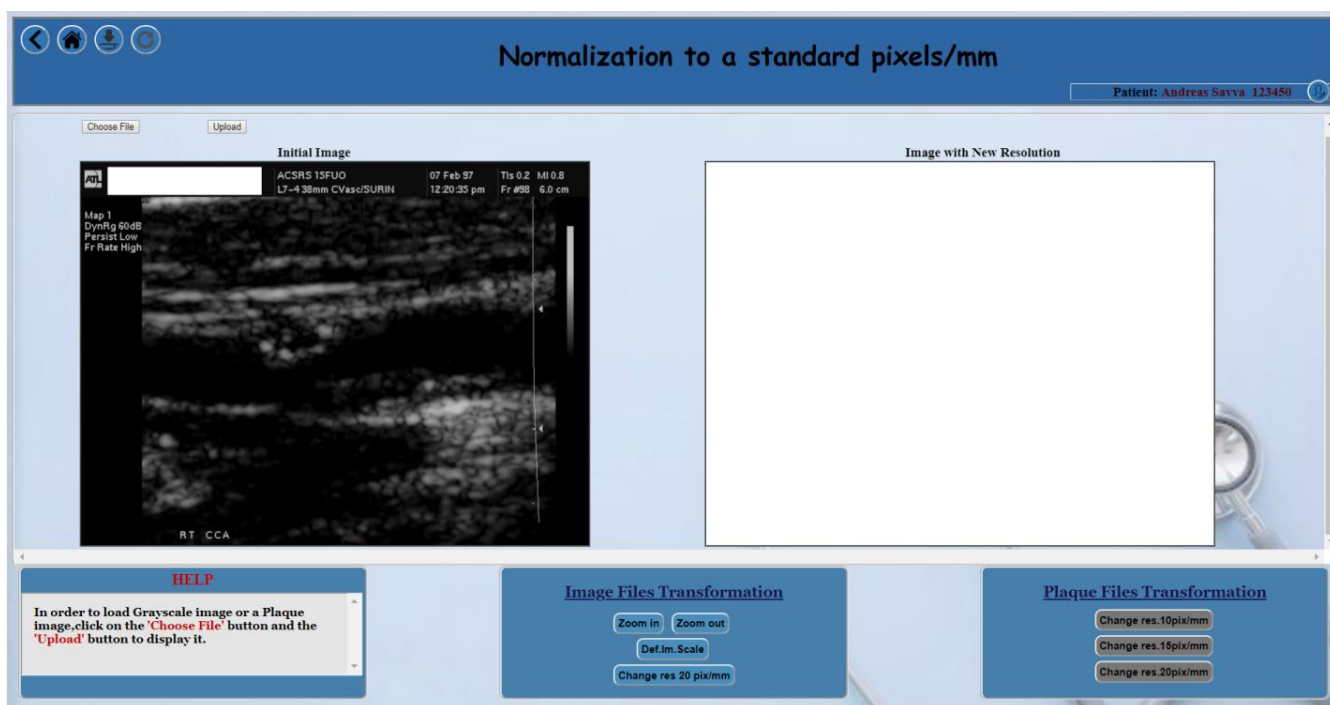 Normalization to a standard pixels/mm
Patient: Andreas Savva 123450
Choose File Upload
Initial Image
Image with New Resolution
ATL
ACSRS 15FUO 07 Feb 97 TIs 0.2 MI 0.8
L7-4 38mm CVasc/SURIN 12:20:35 pm Fr #98 6.0 cm
Map 1
DynRg 60dB
Persist Low
Fr Rate High
RT CCA
HELP
In order to load Grayscale image or a Plaque
image,click on the 'Choose File' button and the
'Upload' button to display it.
Image Files Transformation
Zoom in Zoom out
Def.Im.Scale
Change res 20 pix/mm
Plaque Files Transformation
Change res.10pix/mm
Change res.15pix/mm
Change res.20pix/mm